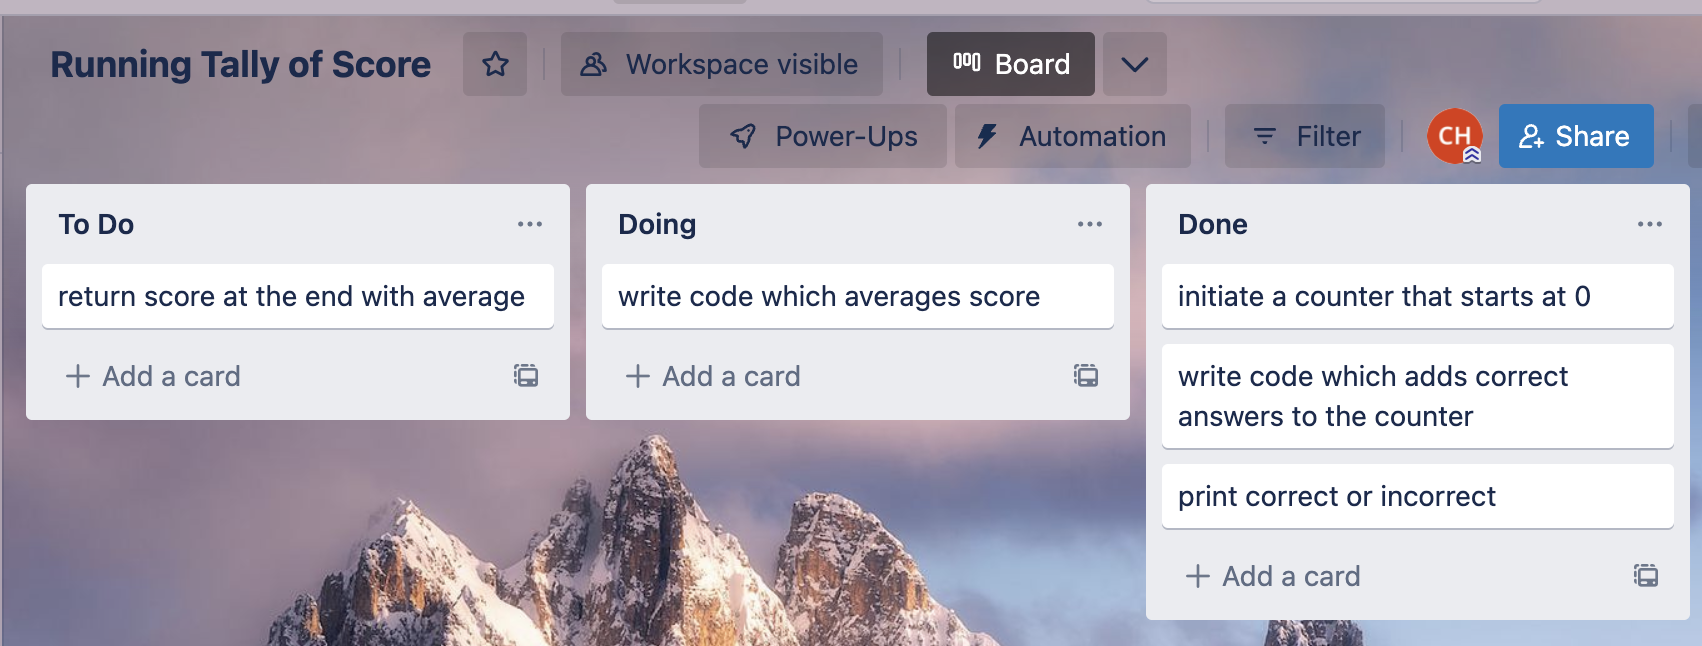 Running Tally of Score
Workspace visible
Board
Power-Ups
Automation
Filter
CH
Share
To Do
return score at the end with average
Add a card
Doing
write code which averages score
Add a card
Done
initiate a counter that starts at 0
write code which adds correct
answers to the counter
print correct or incorrect
Add a card